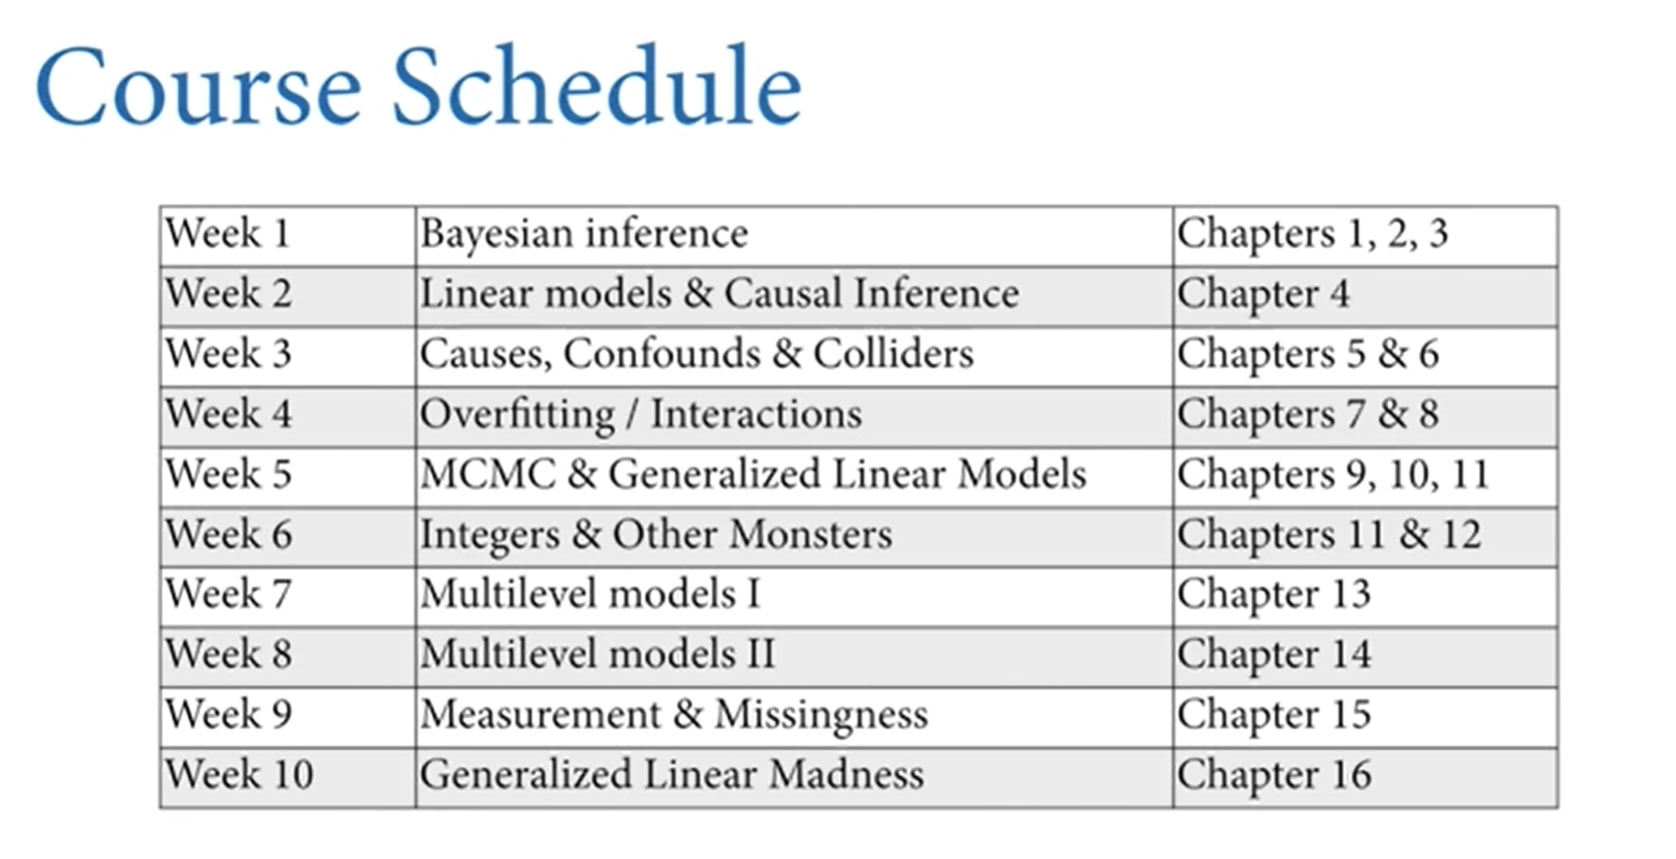 Course Schedule
Week 1 Bayesian inference Chapters 1, 2, 3
Week 2 Linear models & Causal Inference Chapter 4
Week 3 Causes, Confounds & Colliders Chapters 5 & 6
Week 4 Overfitting / Interactions Chapters 7 & 8
Week 5 MCMC & Generalized Linear Models Chapters 9, 10, 11
Week 6 Integers & Other Monsters Chapters 11 & 12
Week 7 Multilevel models I Chapter 13
Week 8 Multilevel models II Chapter 14
Week 9 Measurement & Missingness Chapter 15
Week 10 Generalized Linear Madness Chapter 16